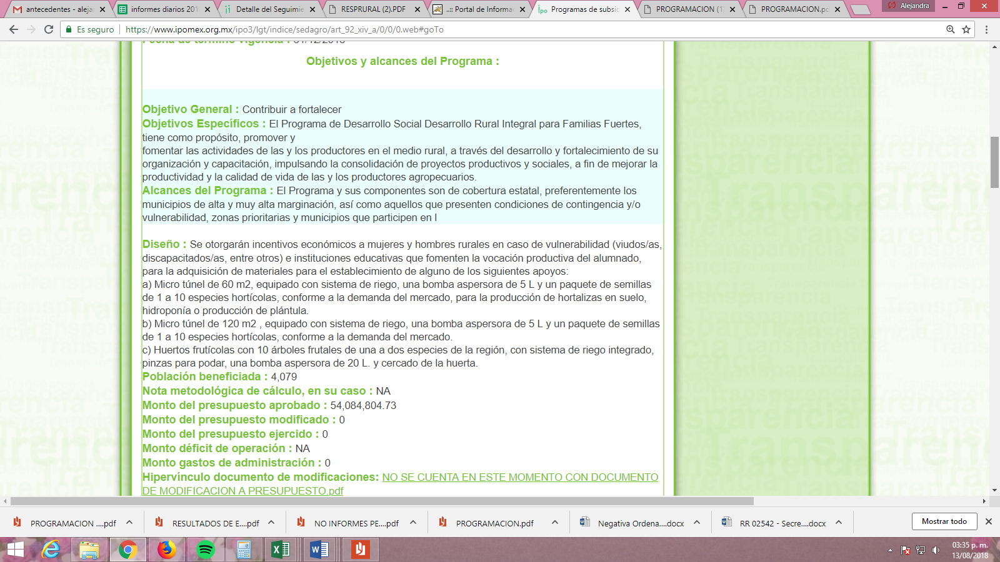 antecedentes - aleja
informes diarios 201
Detalle del Seguimie
RESPRURAL (2).PDF
..:: Portal de Informac
Programas de subsid
PROGRAMACION (1
PROGRAMACION.pd
Alejandra
Es seguro
https://www.ipomex.org.mx/ipo3/lgt/indice/sedagro/art_92_xiv_a/0/0/0.web#goTo
Fecha de término vigencia : 31/12/2018
Objetivos y alcances del Programa :
Objetivo General : Contribuir a fortalecer
Objetivos Específicos : El Programa de Desarrollo Social Desarrollo Rural Integral para Familias Fuertes,
tiene como propósito, promover y
fomentar las actividades de las y los productores en el medio rural, a través del desarrollo y fortalecimiento de su
organización y capacitación, impulsando la consolidación de proyectos productivos y sociales, a fin de mejorar la
productividad y la calidad de vida de las y los productores agropecuarios.
Alcances del Programa : El Programa y sus componentes son de cobertura estatal, preferentemente los
municipios de alta y muy alta marginación, así como aquellos que presenten condiciones de contingencia y/o
vulnerabilidad, zonas prioritarias y municipios que participen en l
Diseño : Se otorgarán incentivos económicos a mujeres y hombres rurales en caso de vulnerabilidad (viudos/as,
discapacitados/as, entre otros) e instituciones educativas que fomenten la vocación productiva del alumnado,
para la adquisición de materiales para el establecimiento de alguno de los siguientes apoyos:
a) Micro túnel de 60 m2, equipado con sistema de riego, una bomba aspersora de 5 L y un paquete de semillas
de 1 a 10 especies hortícolas, conforme a la demanda del mercado, para la producción de hortalizas en suelo,
hidroponía o producción de plántula.
b) Micro túnel de 120 m2 , equipado con sistema de riego, una bomba aspersora de 5 L y un paquete de semillas
de 1 a 10 especies hortícolas, conforme a la demanda del mercado.
c) Huertos frutícolas con 10 árboles frutales de una a dos especies de la región, con sistema de riego integrado,
pinzas para podar, una bomba aspersora de 20 L. y cercado de la huerta.
Población beneficiada : 4,079
Nota metodológica de cálculo, en su caso : NA
Monto del presupuesto aprobado : 54,084,804.73
Monto del presupuesto modificado : 0
Monto del presupuesto ejercido : 0
Monto déficit de operación : NA
Monto gastos de administración : 0
Hipervínculo documento de modificaciones: NO SE CUENTA EN ESTE MOMENTO CON DOCUMENTO
DE MODIFICACION A PRESUPUESTO.pdf
PROGRAMACION ....pdf
RESULTADOS DE E....pdf
NO INFORMES PE....pdf
PROGRAMACION.pdf
Negativa Ordena....docx
RR 02542 - Secre....docx
Mostrar todo
03:35 p. m.
13/08/2018